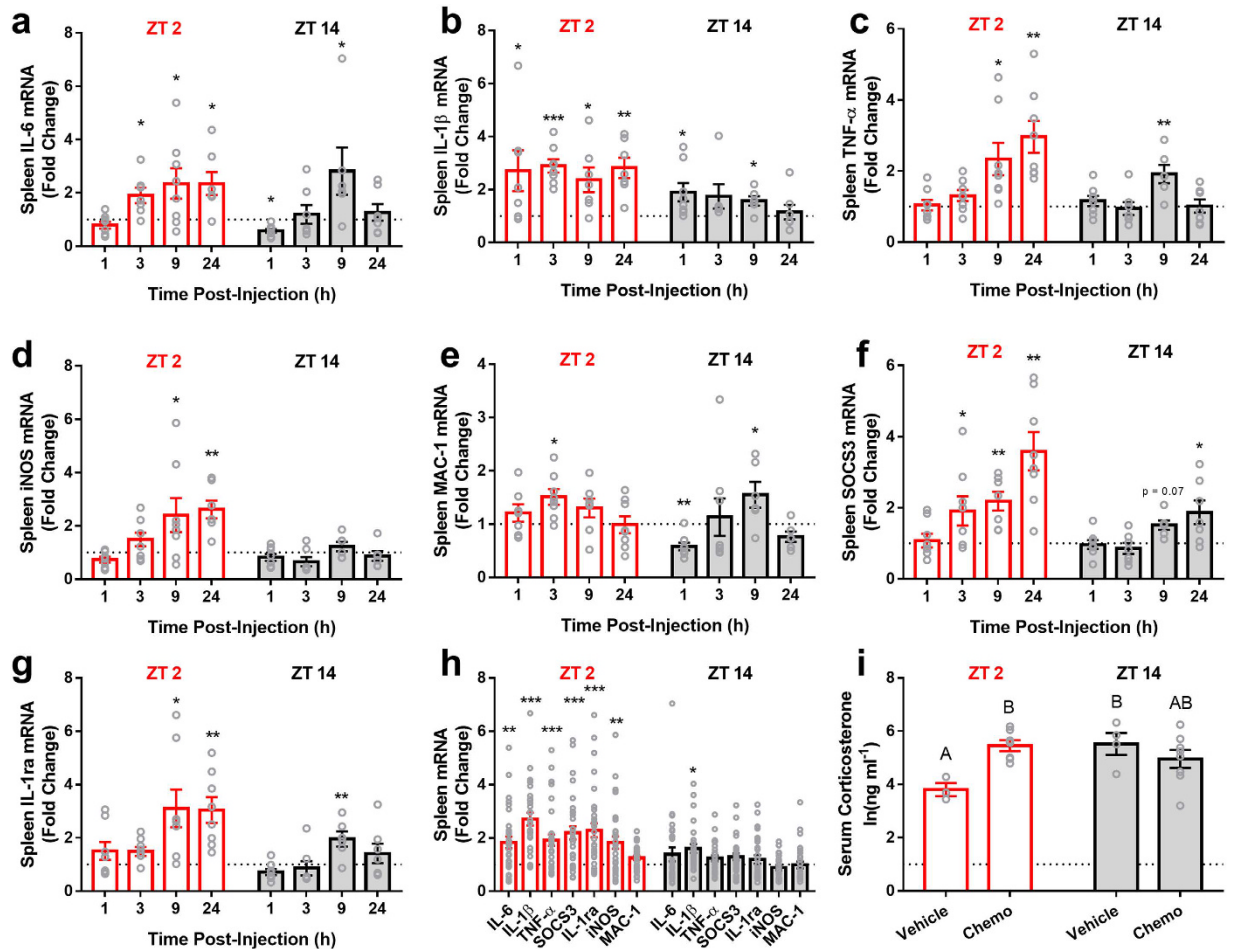 a
ZT 2
ZT 14
Spleen IL-6 mRNA
(Fold Change)
8
6
4
2
0
* * * * *
1 3 9 24 1 3 9 24
Time Post-Injection (h)
b
ZT 2
ZT 14
Spleen IL-1β mRNA
(Fold Change)
8
6
4
2
0
* *** * ** * *
1 3 9 24 1 3 9 24
Time Post-Injection (h)
c
ZT 2
ZT 14
Spleen TNF-α mRNA
(Fold Change)
6
4
2
0
* ** **
1 3 9 24 1 3 9 24
Time Post-Injection (h)
d
ZT 2
ZT 14
Spleen iNOS mRNA
(Fold Change)
8
6
4
2
0
* **
1 3 9 24 1 3 9 24
Time Post-Injection (h)
e
ZT 2
ZT 14
Spleen MAC-1 mRNA
(Fold Change)
4
3
2
1
0
* ** *
1 3 9 24 1 3 9 24
Time Post-Injection (h)
f
ZT 2
ZT 14
Spleen SOCS3 mRNA
(Fold Change)
6
4
2
0
* ** ** p = 0.07 *
1 3 9 24 1 3 9 24
Time Post-Injection (h)
g
ZT 2
ZT 14
Spleen IL-1ra mRNA
(Fold Change)
8
6
4
2
0
* ** **
1 3 9 24 1 3 9 24
Time Post-Injection (h)
h
ZT 2
ZT 14
Spleen mRNA
(Fold Change)
8
6
4
2
0
** *** *** *** *** ** *
IL-6 IL-1β TNF-α SOCS3 IL-1ra iNOS MAC-1 IL-6 IL-1β TNF-α SOCS3 IL-1ra iNOS MAC-1
i
ZT 2
ZT 14
Serum Corticosterone
ln(ng ml-1)
8
6
4
2
0
A B B AB
Vehicle Chemo Vehicle Chemo